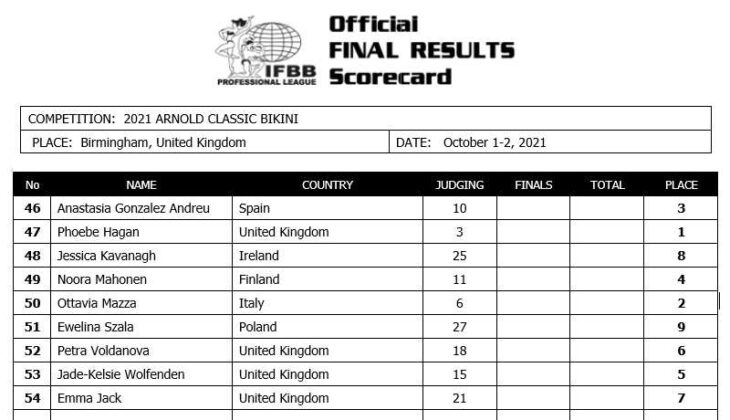 Official
FINAL RESULTS
Scorecard
IFBB
PROFESSIONAL LEAGUE
COMPETITION: 2021 ARNOLD CLASSIC BIKINI
PLACE: Birmingham, United Kingdom DATE: October 1-2, 2021
No NAME COUNTRY JUDGING FINALS TOTAL PLACE
46 Anastasia Gonzalez Andreu Spain 10 3
47 Phoebe Hagan United Kingdom 3 1
48 Jessica Kavanagh Ireland 25 8
49 Noora Mahonen Finland 11 4
50 Ottavia Mazza Italy 6 2
51 Ewelina Szala Poland 27 9
52 Petra Voldanova United Kingdom 18 6
53 Jade-Kelsie Wolfenden United Kingdom 15 5
54 Emma Jack United Kingdom 21 7